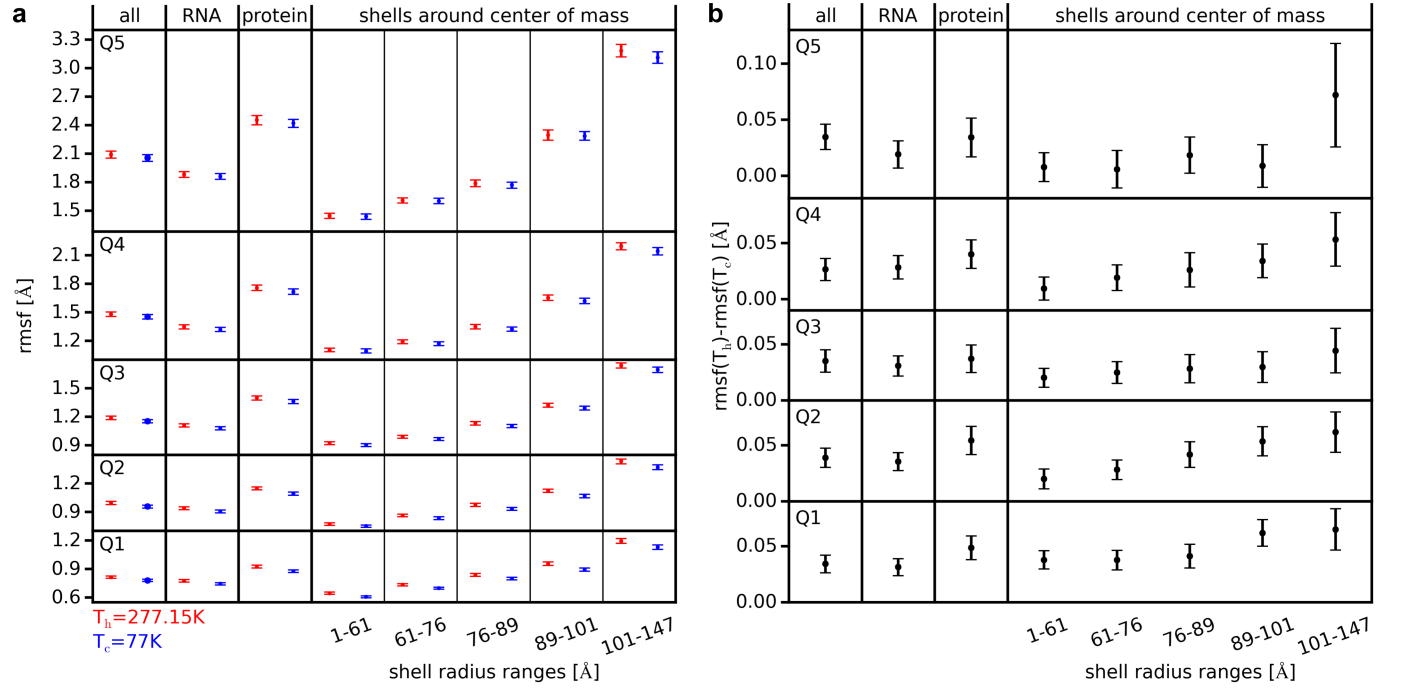 a
all RNA protein shells around center of mass
rmsf [Å]
Q5
3.3
3.0
2.7
2.4
2.1
1.8
1.5
Q4
2.1
1.8
1.5
1.2
Q3
1.5
1.2
0.9
Q2
1.2
0.9
Q1
1.2
0.9
0.6
Tₕ=277.15K
T꜀=77K
1-61 61-76 76-89 89-101 101-147
shell radius ranges [Å]
b
all RNA protein shells around center of mass
rmsf(Tₕ)-rmsf(T꜀) [Å]
Q5
0.10
0.05
0.00
Q4
0.05
0.00
Q3
0.05
0.00
Q2
0.05
0.00
Q1
0.05
0.00
1-61 61-76 76-89 89-101 101-147
shell radius ranges [Å]